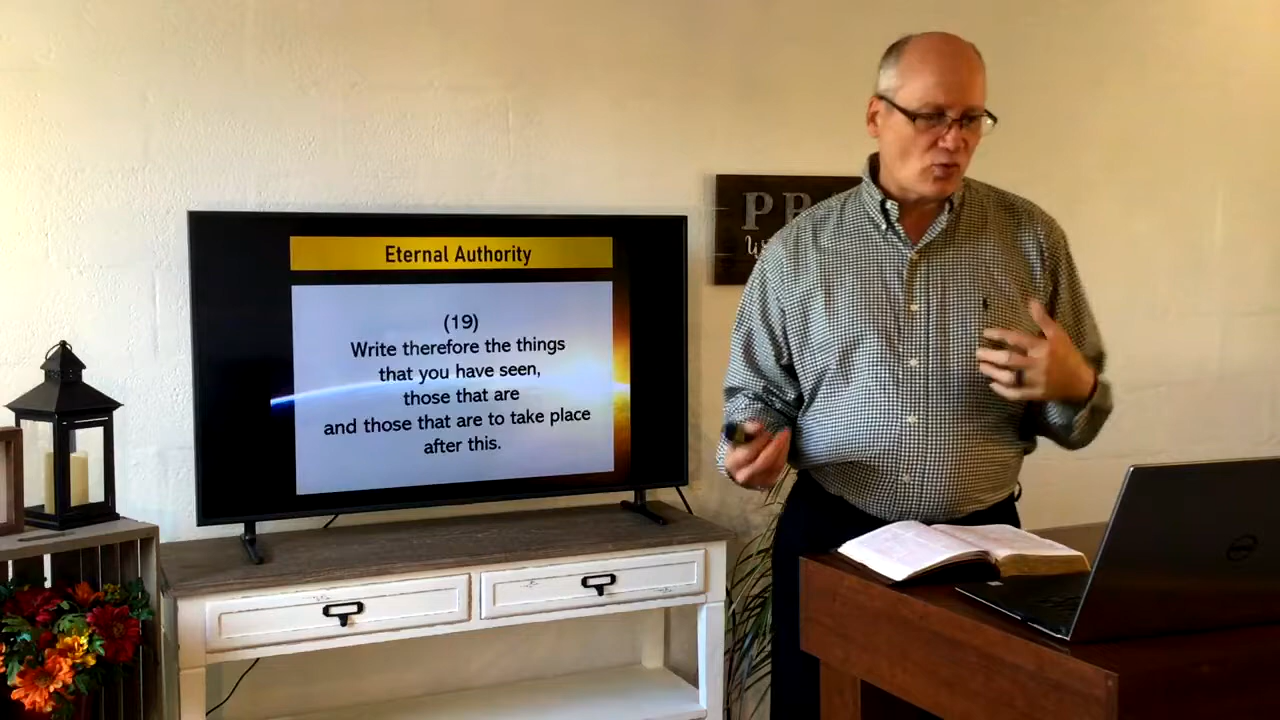 Eternal Authority
(19)
Write therefore the things
that you have seen,
those that are
and those that are to take place
after this.
DELL